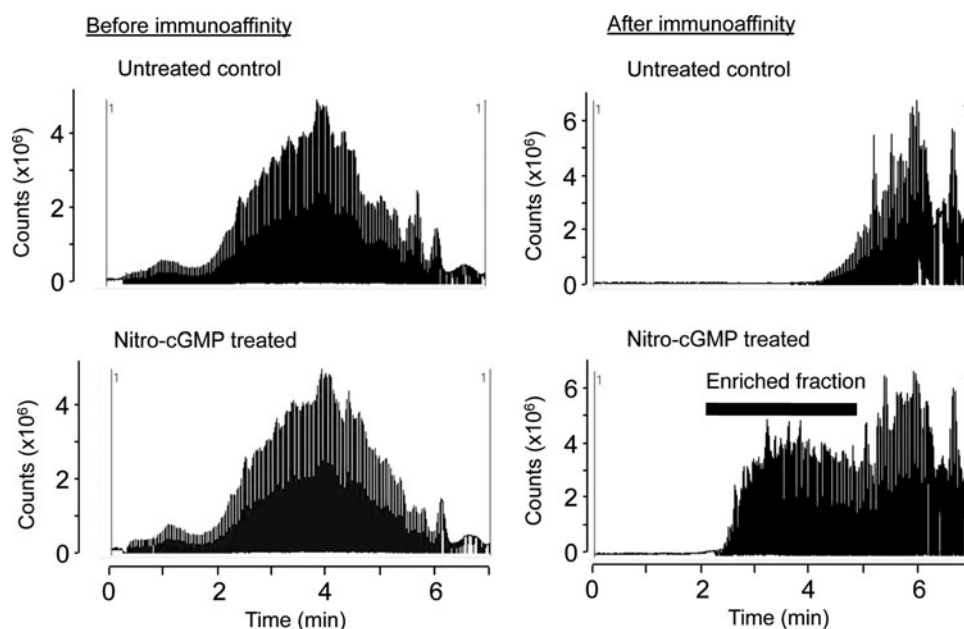 Before immunoaffinity
Untreated control
1
1
Counts (x10⁶)
4
2
0
Nitro-cGMP treated
1
1
Counts (x10⁶)
4
2
0
0
2
4
6
Time (min)
After immunoaffinity
Untreated control
1
Counts (x10⁶)
6
4
2
0
Nitro-cGMP treated
Enriched fraction
1
Counts (x10⁶)
6
4
2
0
0
2
4
6
Time (min)